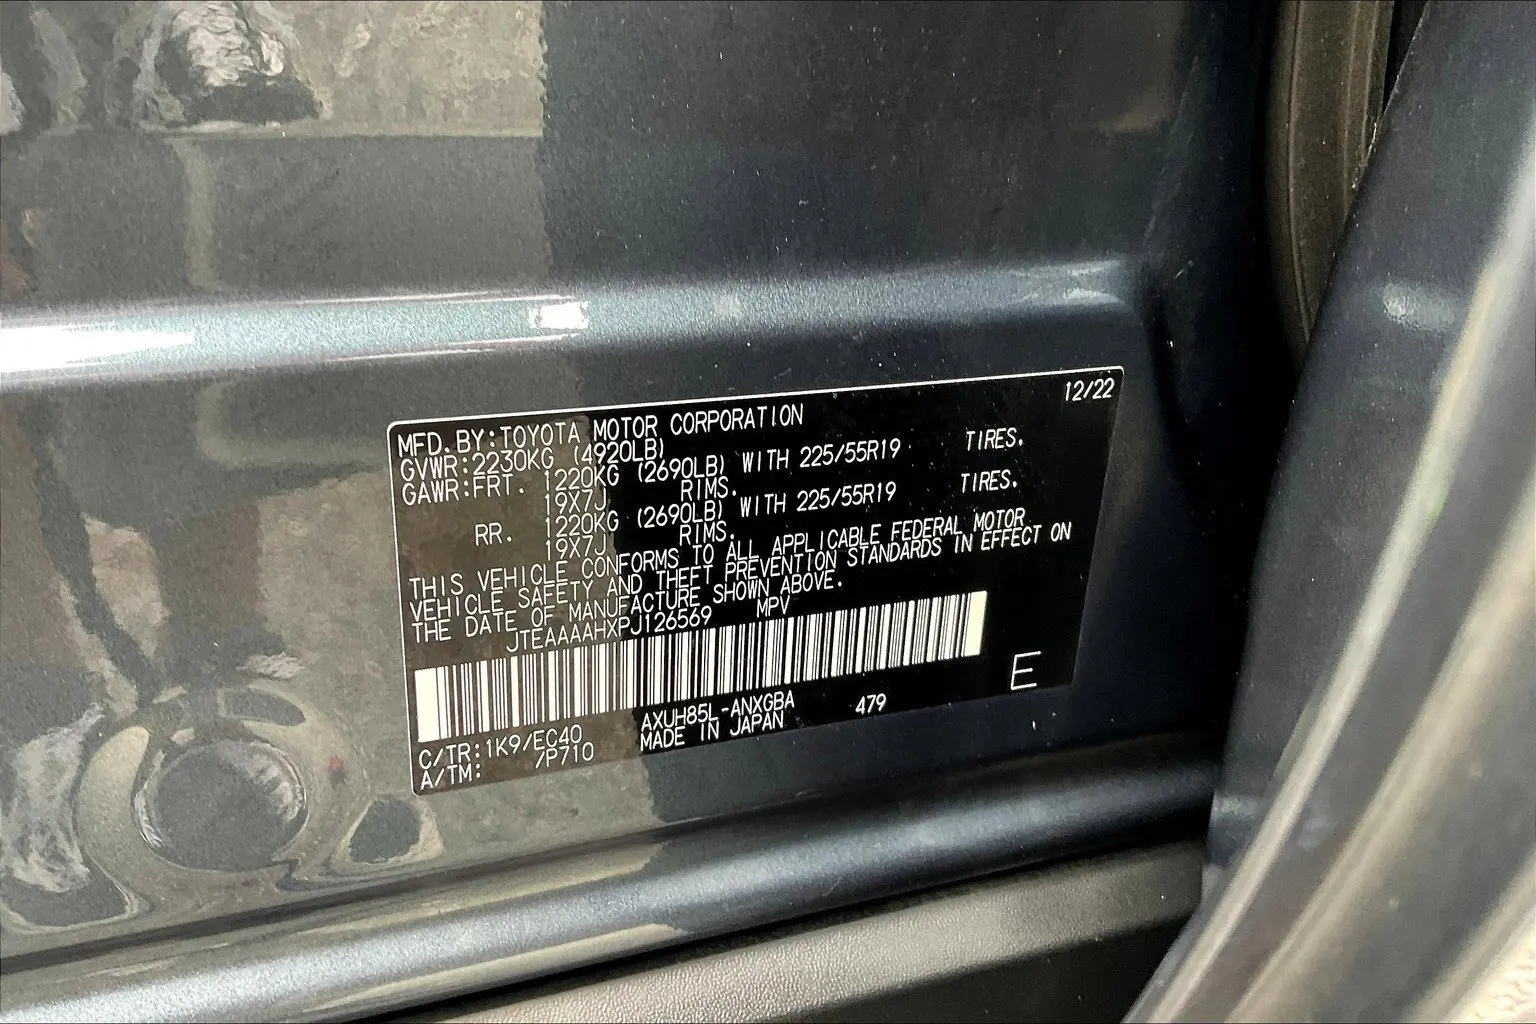 12/22
MFD. BY:TOYOTA MOTOR CORPORATION
GVWR:2230KG (4920LB)
GAWR:FRT. 1220KG (2690LB) WITH 225/55R19 TIRES.
19X7J RIMS.
RR. 1220KG (2690LB) WITH 225/55R19 TIRES.
19X7J RIMS.
THIS VEHICLE CONFORMS TO ALL APPLICABLE FEDERAL MOTOR
VEHICLE SAFETY AND THEFT PREVENTION STANDARDS IN EFFECT ON
THE DATE OF MANUFACTURE SHOWN ABOVE.
JTEAAAAHXPJ126569 MPV
E
C/TR:1K9/EC40 AXUH85L-ANXGBA 479
A/TM: /P710 MADE IN JAPAN